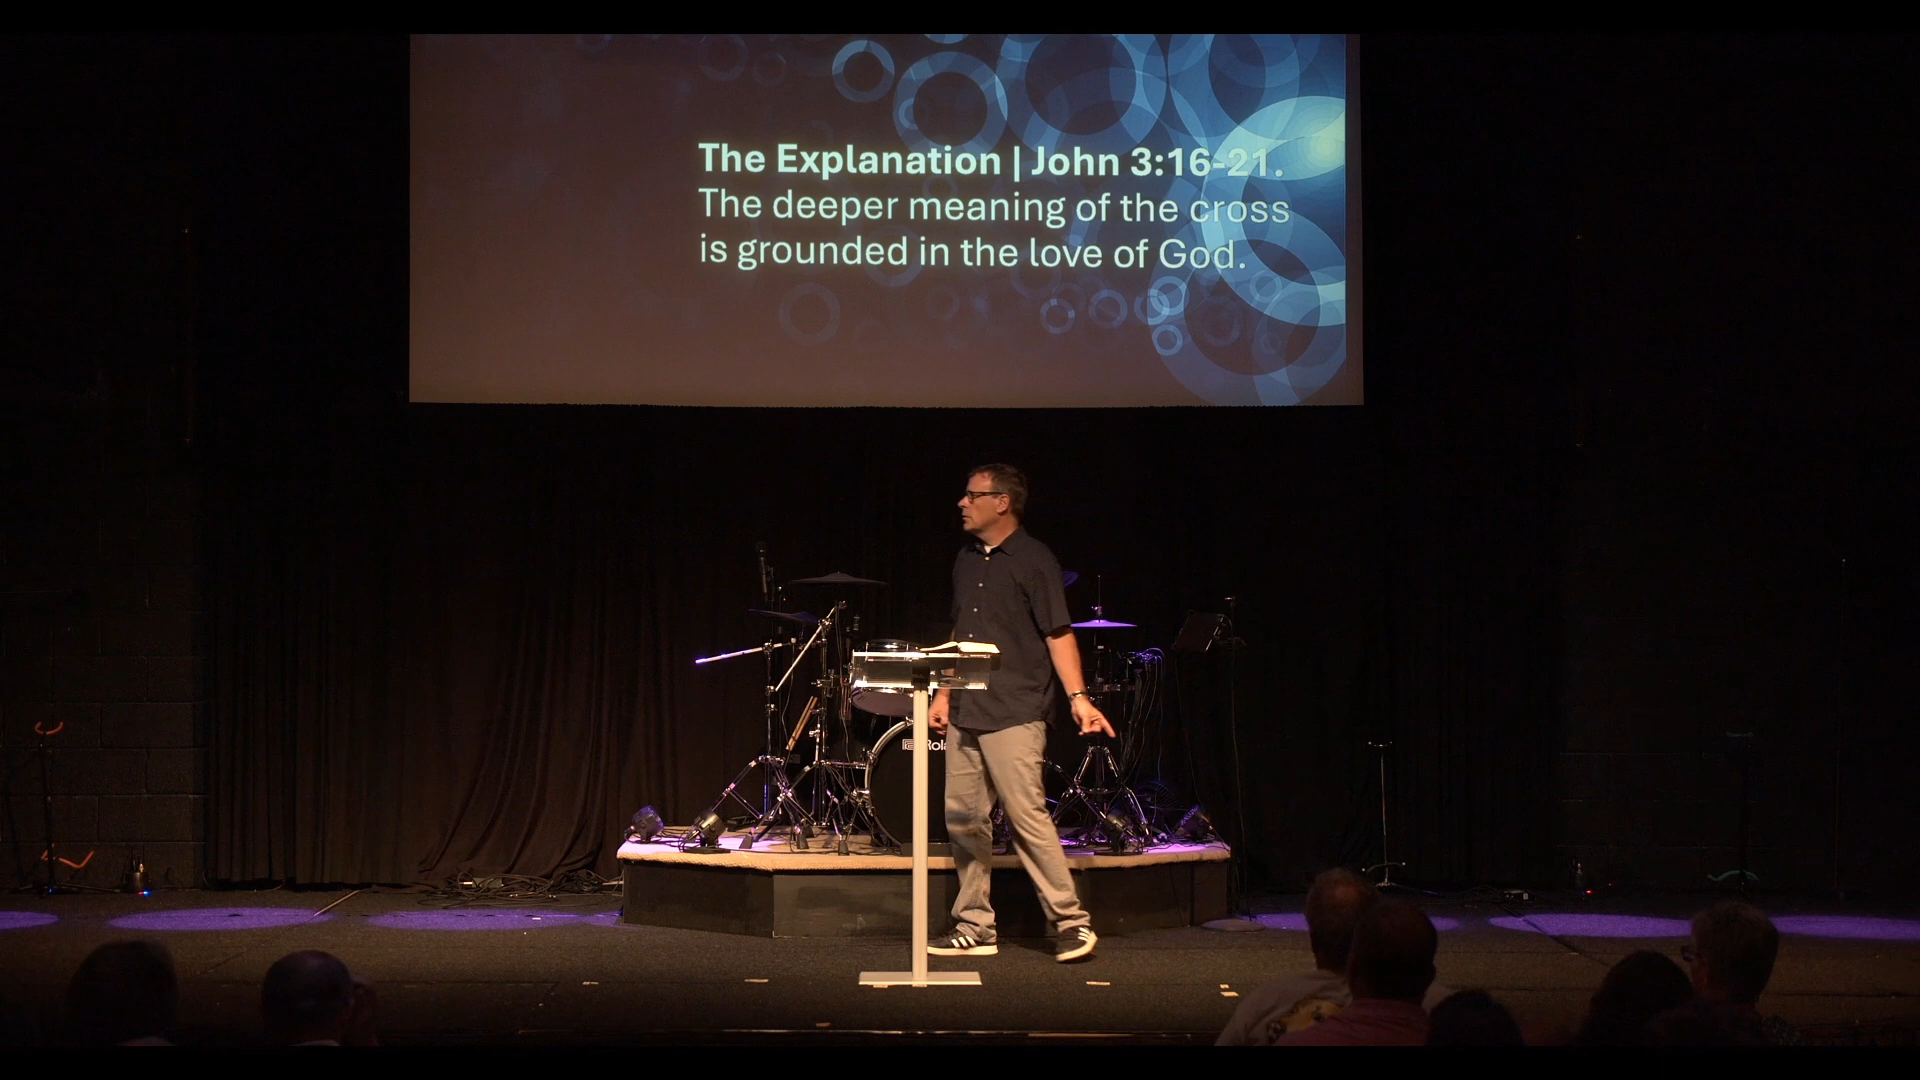 The Explanation | John 3:16-21.
The deeper meaning of the cross
is grounded in the love of God.